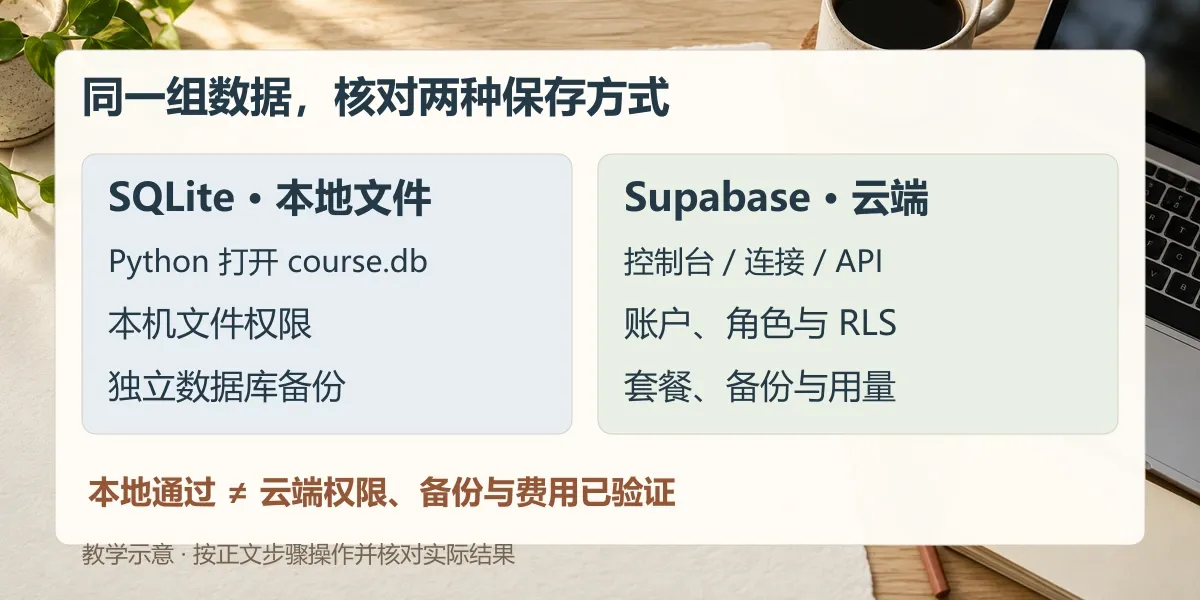 同一组数据，核对两种保存方式
SQLite · 本地文件
Python 打开 course.db
本机文件权限
独立数据库备份
Supabase · 云端
控制台 / 连接 / API
账户、角色与 RLS
套餐、备份与用量
本地通过 ≠ 云端权限、备份与费用已验证
教学示意 · 按正文步骤操作并核对实际结果